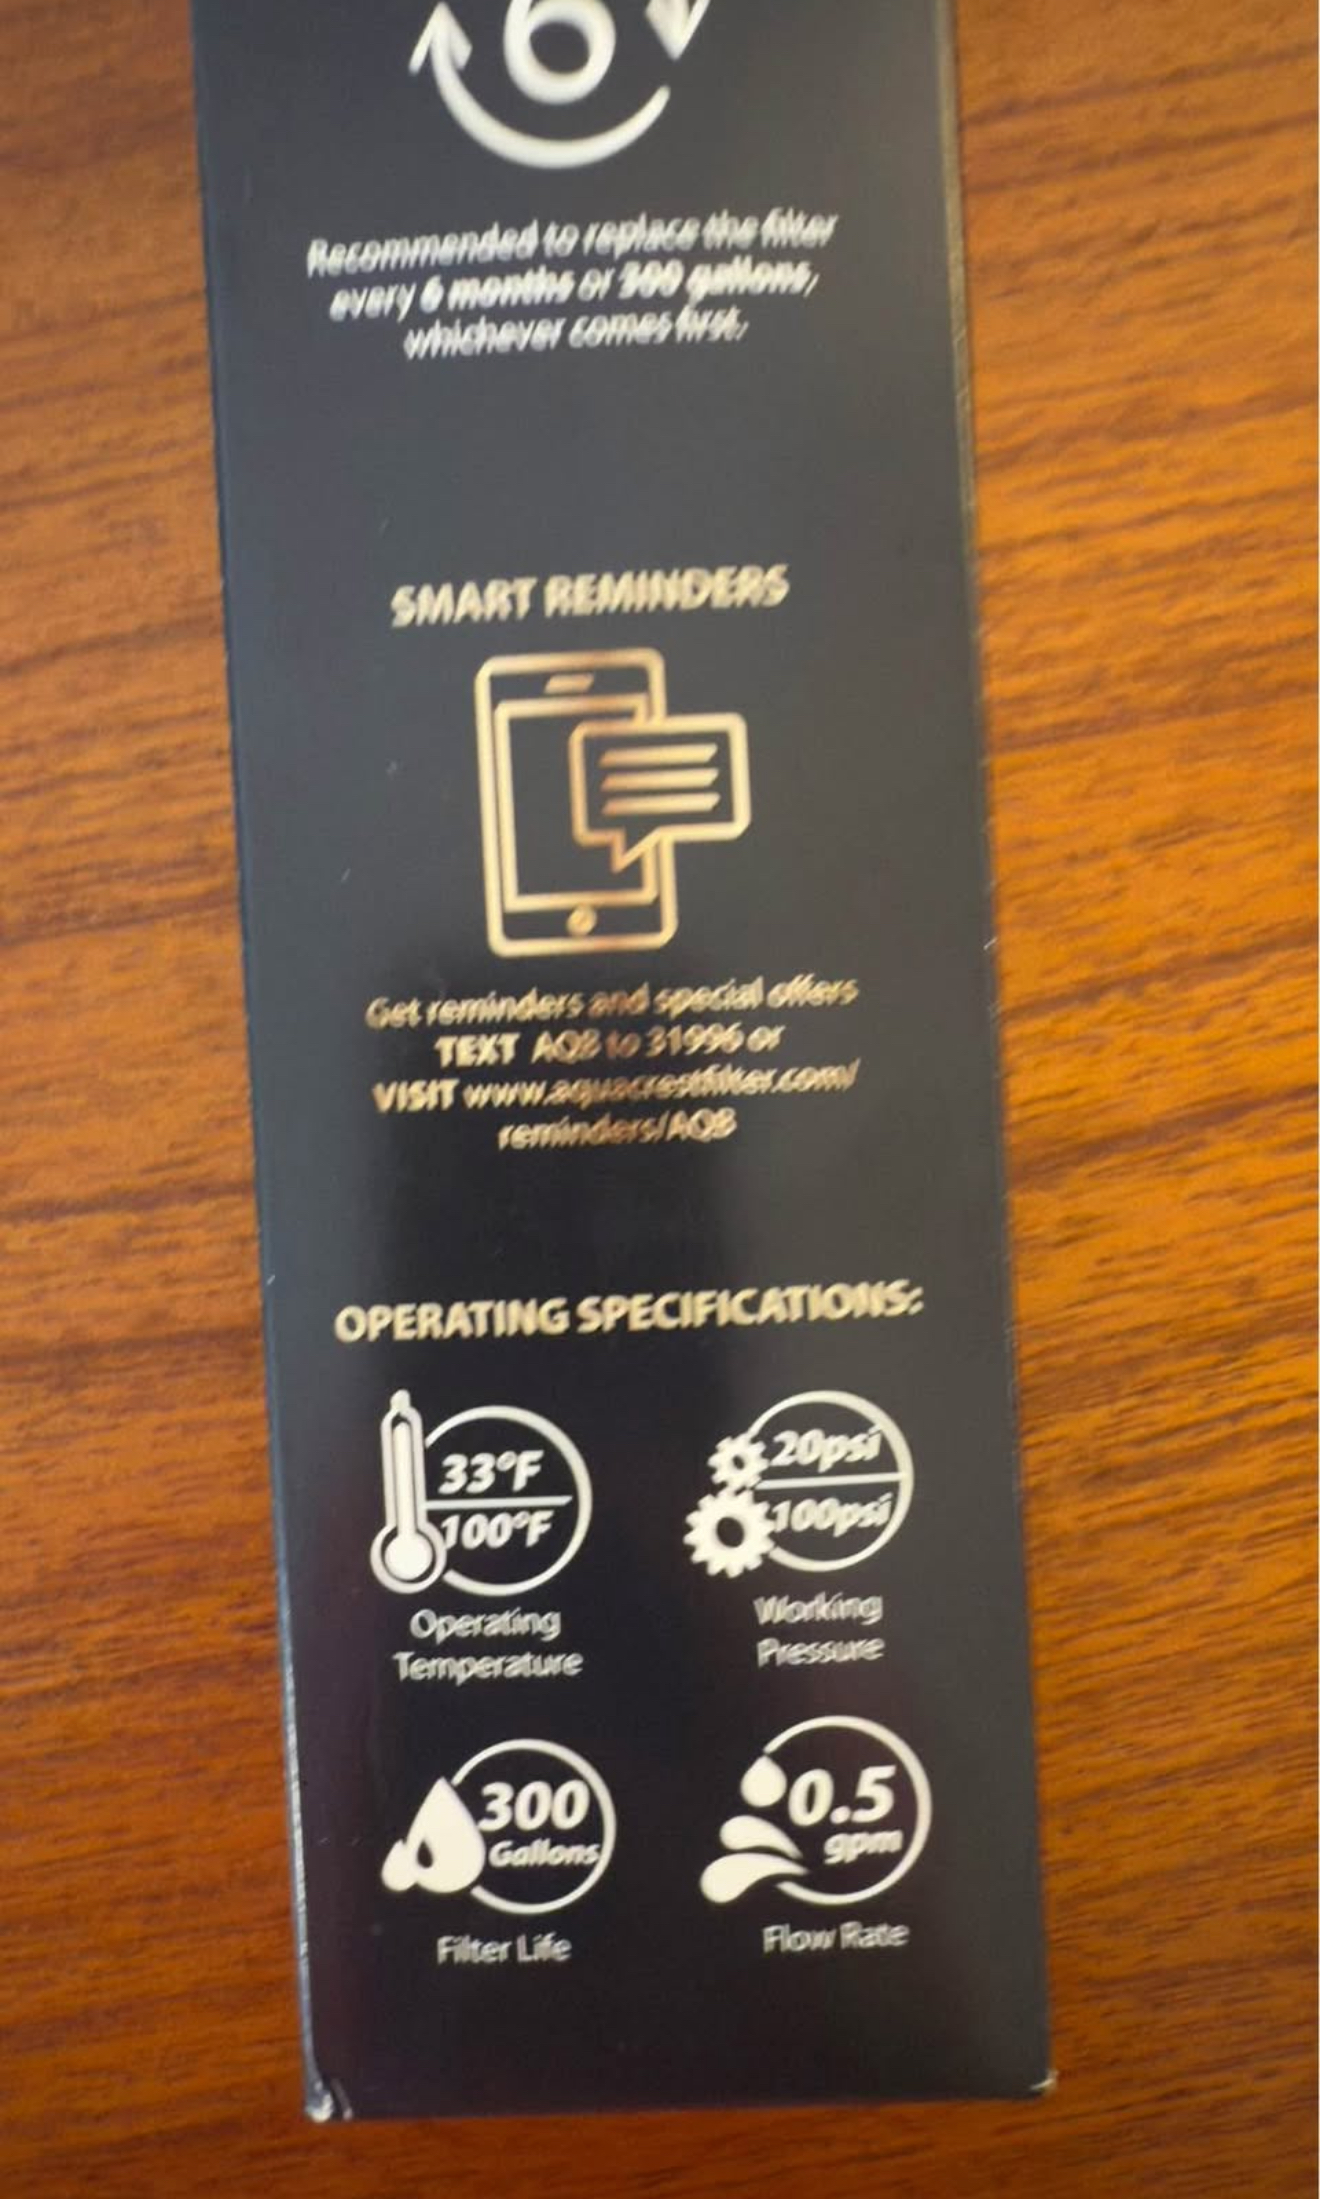 6
Recommended to replace the filter
every 6 months or 300 gallons,
whichever comes first.
SMART REMINDERS
Get reminders and special offers
TEXT AQB to 31996 or
VISIT www.aquacrestfilter.com/
reminders/AQB
OPERATING SPECIFICATIONS:
33°F
100°F
Operating
Temperature
20psi
100psi
Working
Pressure
300
Gallons
Filter Life
0.5
gpm
Flow Rate